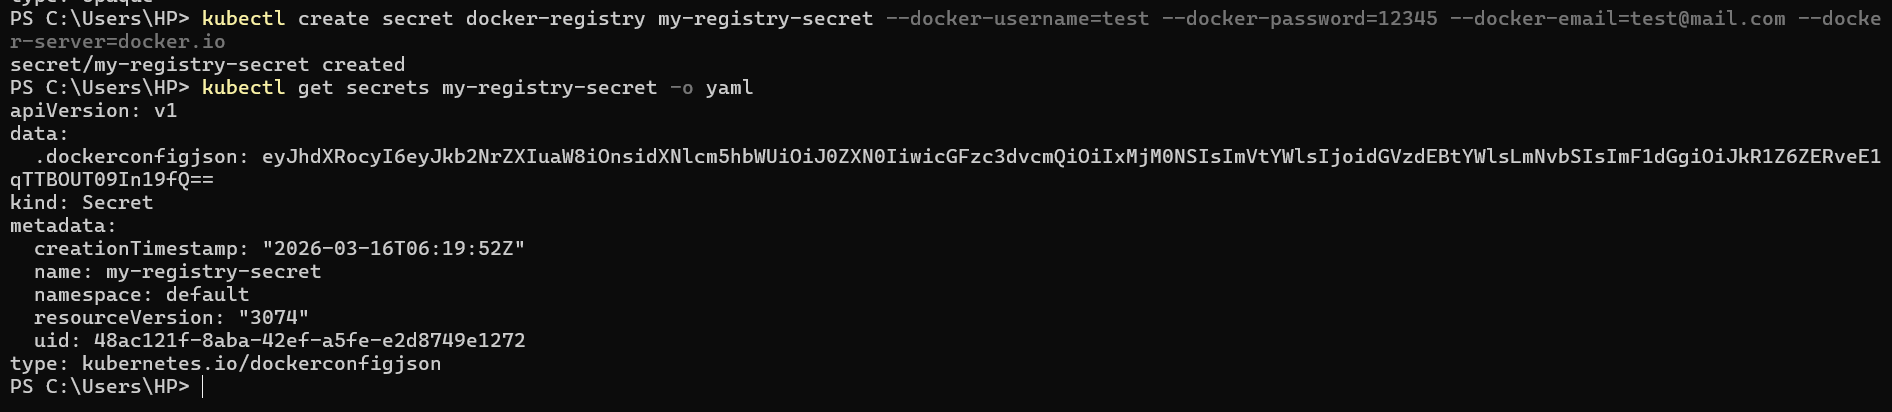 type: Opaque
PS C:\Users\HP> kubectl create secret docker-registry my-registry-secret --docker-username=test --docker-password=12345 --docker-email=test@mail.com --docke
r-server=docker.io
secret/my-registry-secret created
PS C:\Users\HP> kubectl get secrets my-registry-secret -o yaml
apiVersion: v1
data:
  .dockerconfigjson: eyJhdXRocyI6eyJkb2NrZXIuaW8iOnsidXNlcm5hbWUiOiJ0ZXN0IiwicGFzc3dvcmQiOiIxMjM0NSIsImVtYWlsIjoidGVzdEBtYWlsLmNvbSIsImF1dGgiOiJkR1Z6ZERveE1
qTTBOUT09In19fQ==
kind: Secret
metadata:
  creationTimestamp: "2026-03-16T06:19:52Z"
  name: my-registry-secret
  namespace: default
  resourceVersion: "3074"
  uid: 48ac121f-8aba-42ef-a5fe-e2d8749e1272
type: kubernetes.io/dockerconfigjson
PS C:\Users\HP>